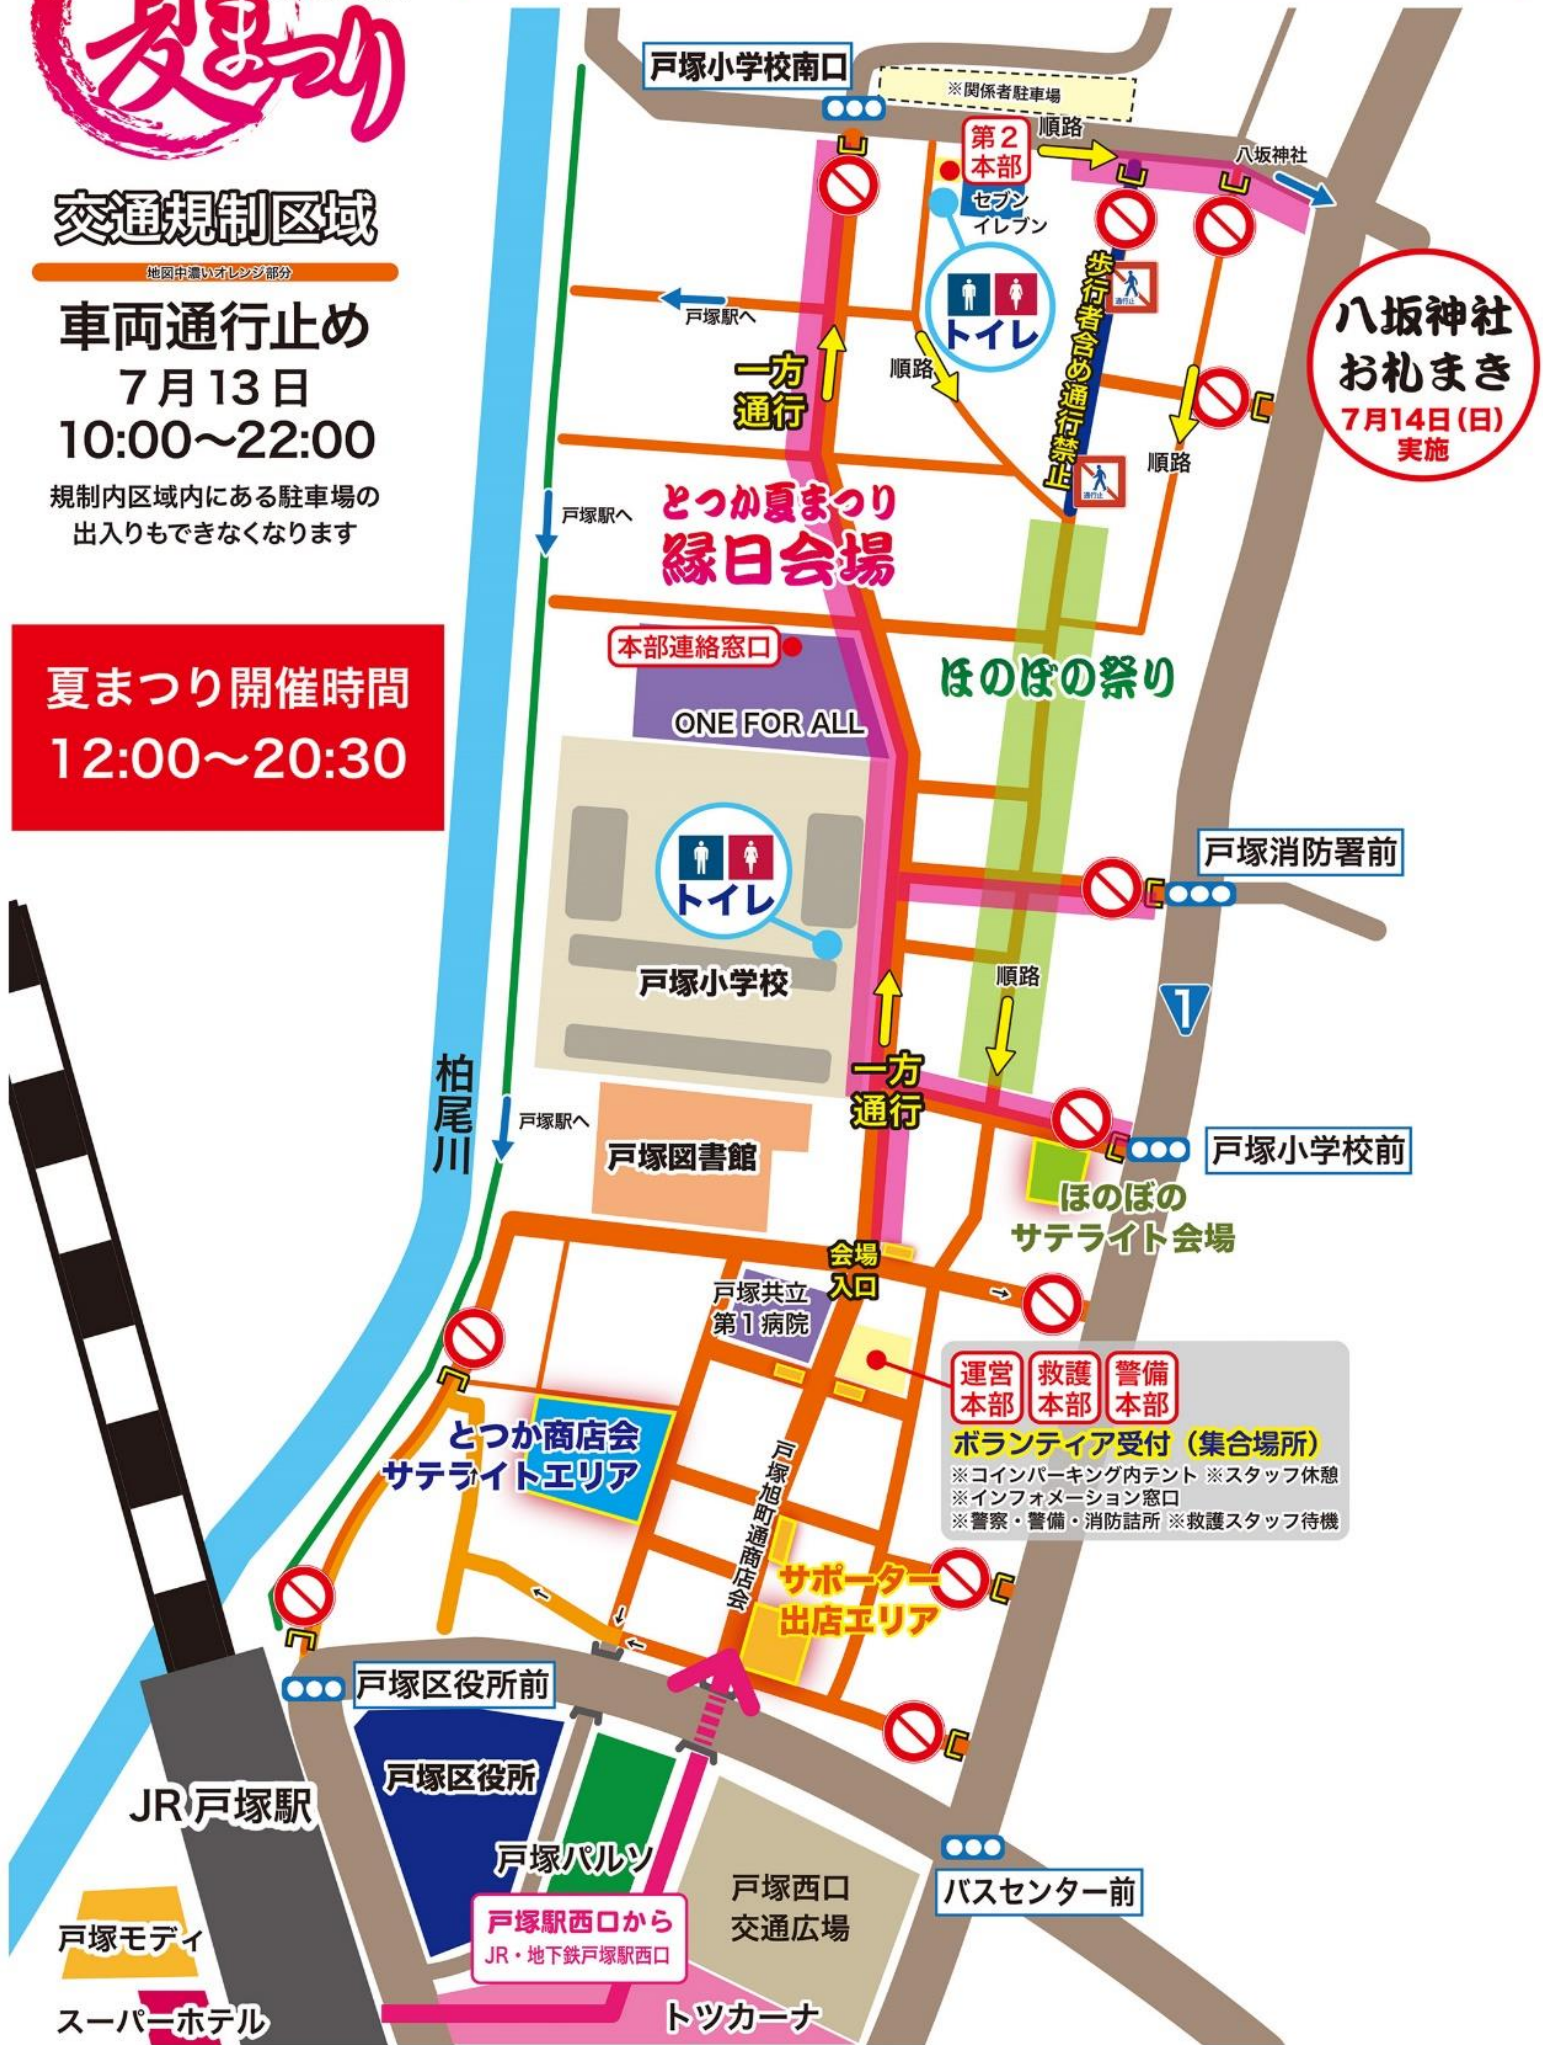 夏まつり
交通規制区域
地図中濃いオレンジ部分
車両通行止め
7月13日
10:00〜22:00
規制内区域内にある駐車場の
出入りもできなくなります
夏まつり開催時間
12:00〜20:30
戸塚小学校南口
※関係者駐車場
第2
本部
順路
八坂神社
セブン
イレブン
トイレ
歩行者含め通行禁止
通行止
通行止
八坂神社
お札まき
7月14日(日)
実施
戸塚駅へ
一方
通行
順路
順路
戸塚駅へ
とつか夏まつり
縁日会場
本部連絡窓口
ONE FOR ALL
ほのぼの祭り
トイレ
戸塚小学校
戸塚消防署前
順路
1
柏尾川
戸塚駅へ
一方
通行
戸塚図書館
戸塚小学校前
ほのぼの
サテライト会場
会場
入口
→
戸塚共立
第1病院
運営
本部
救護
本部
警備
本部
ボランティア受付（集合場所）
※コインパーキング内テント ※スタッフ休憩
※インフォメーション窓口
※警察・警備・消防詰所 ※救護スタッフ待機
とつか商店会
サテライトエリア
戸塚旭町通商店会
サポーター
出店エリア
←
↓
←
戸塚区役所前
戸塚区役所
JR戸塚駅
戸塚パルソ
戸塚駅西口から
JR・地下鉄戸塚駅西口
戸塚西口
交通広場
バスセンター前
戸塚モディ
スーパーホテル
トツカーナ